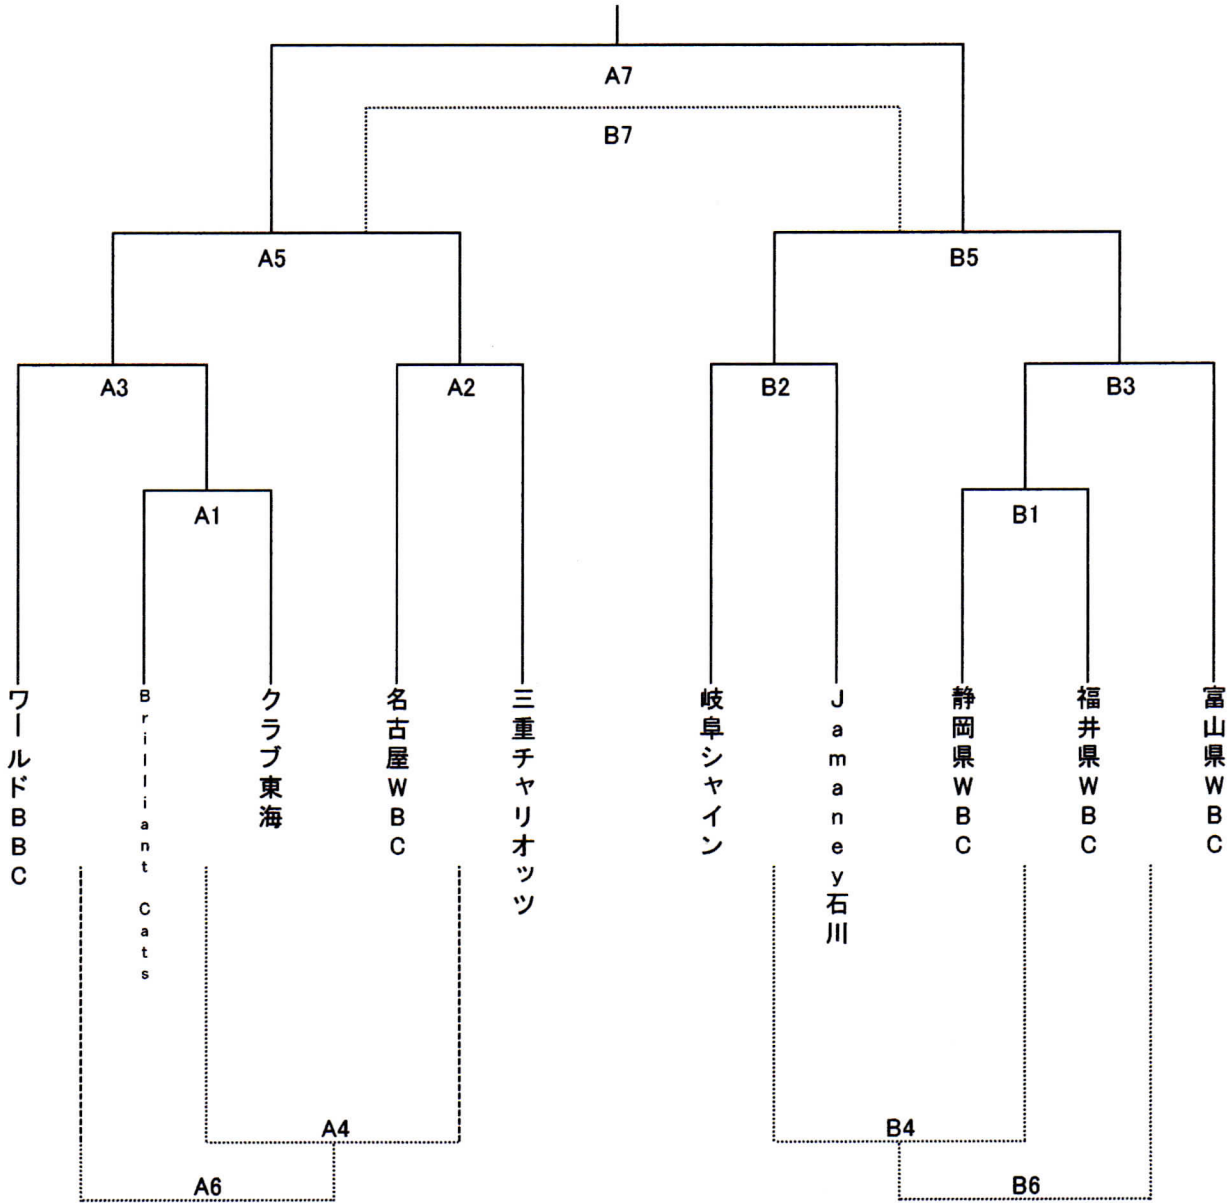 A7
B7
A5
B5
A3
A2
B2
B3
A1
B1
ワールドBBC
Brilliant Cats
クラブ東海
名古屋WBC
三重チャリオッツ
岐阜シャイン
Jamaney石川
静岡県WBC
福井県WBC
富山県WBC
A4
B4
A6
B6